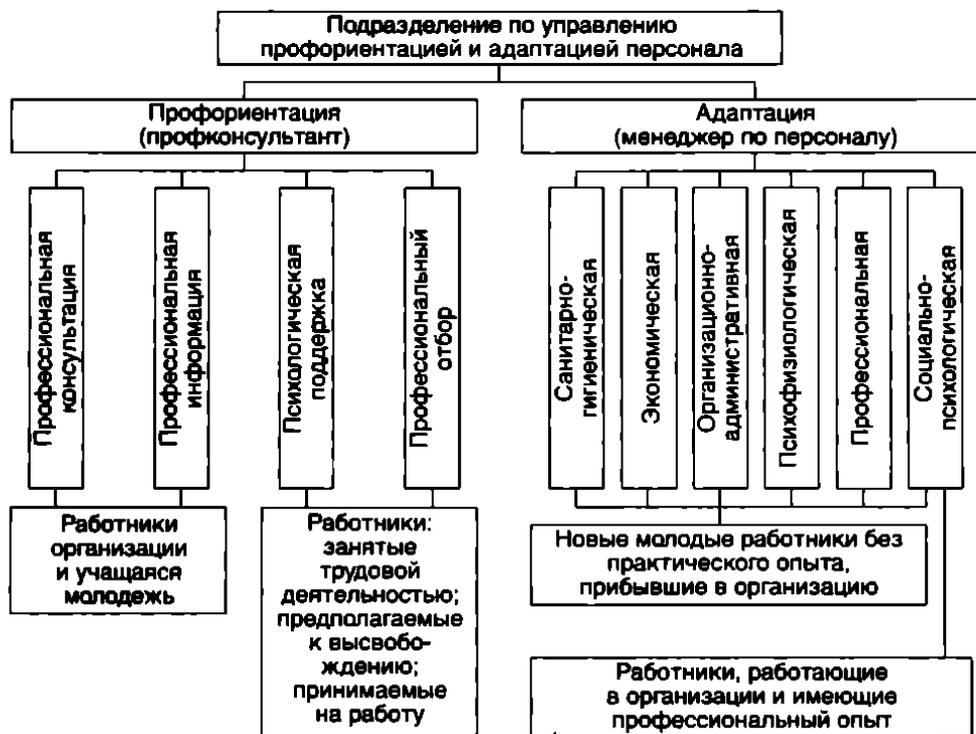 Подразделение по управлению
профориентацией и адаптацией персонала
Профориентация
(профконсультант)
Адаптация
(менеджер по персоналу)
Профессиональная
консультация
Профессиональная
информация
Психологическая
поддержка
Профессиональный
отбор
Санитарно-
гигиеническая
Экономическая
Организационно-
административная
Психофизиологическая
Профессиональная
Социально-
психологическая
Работники
организации
и учащаяся
молодежь
Работники:
занятые
трудовой
деятельностью;
предполагаемые
к высвобо-
ждению;
принимаемые
на работу
Новые молодые работники без
практического опыта,
прибывшие в организацию
Работники, работающие
в организации и имеющие
профессиональный опыт